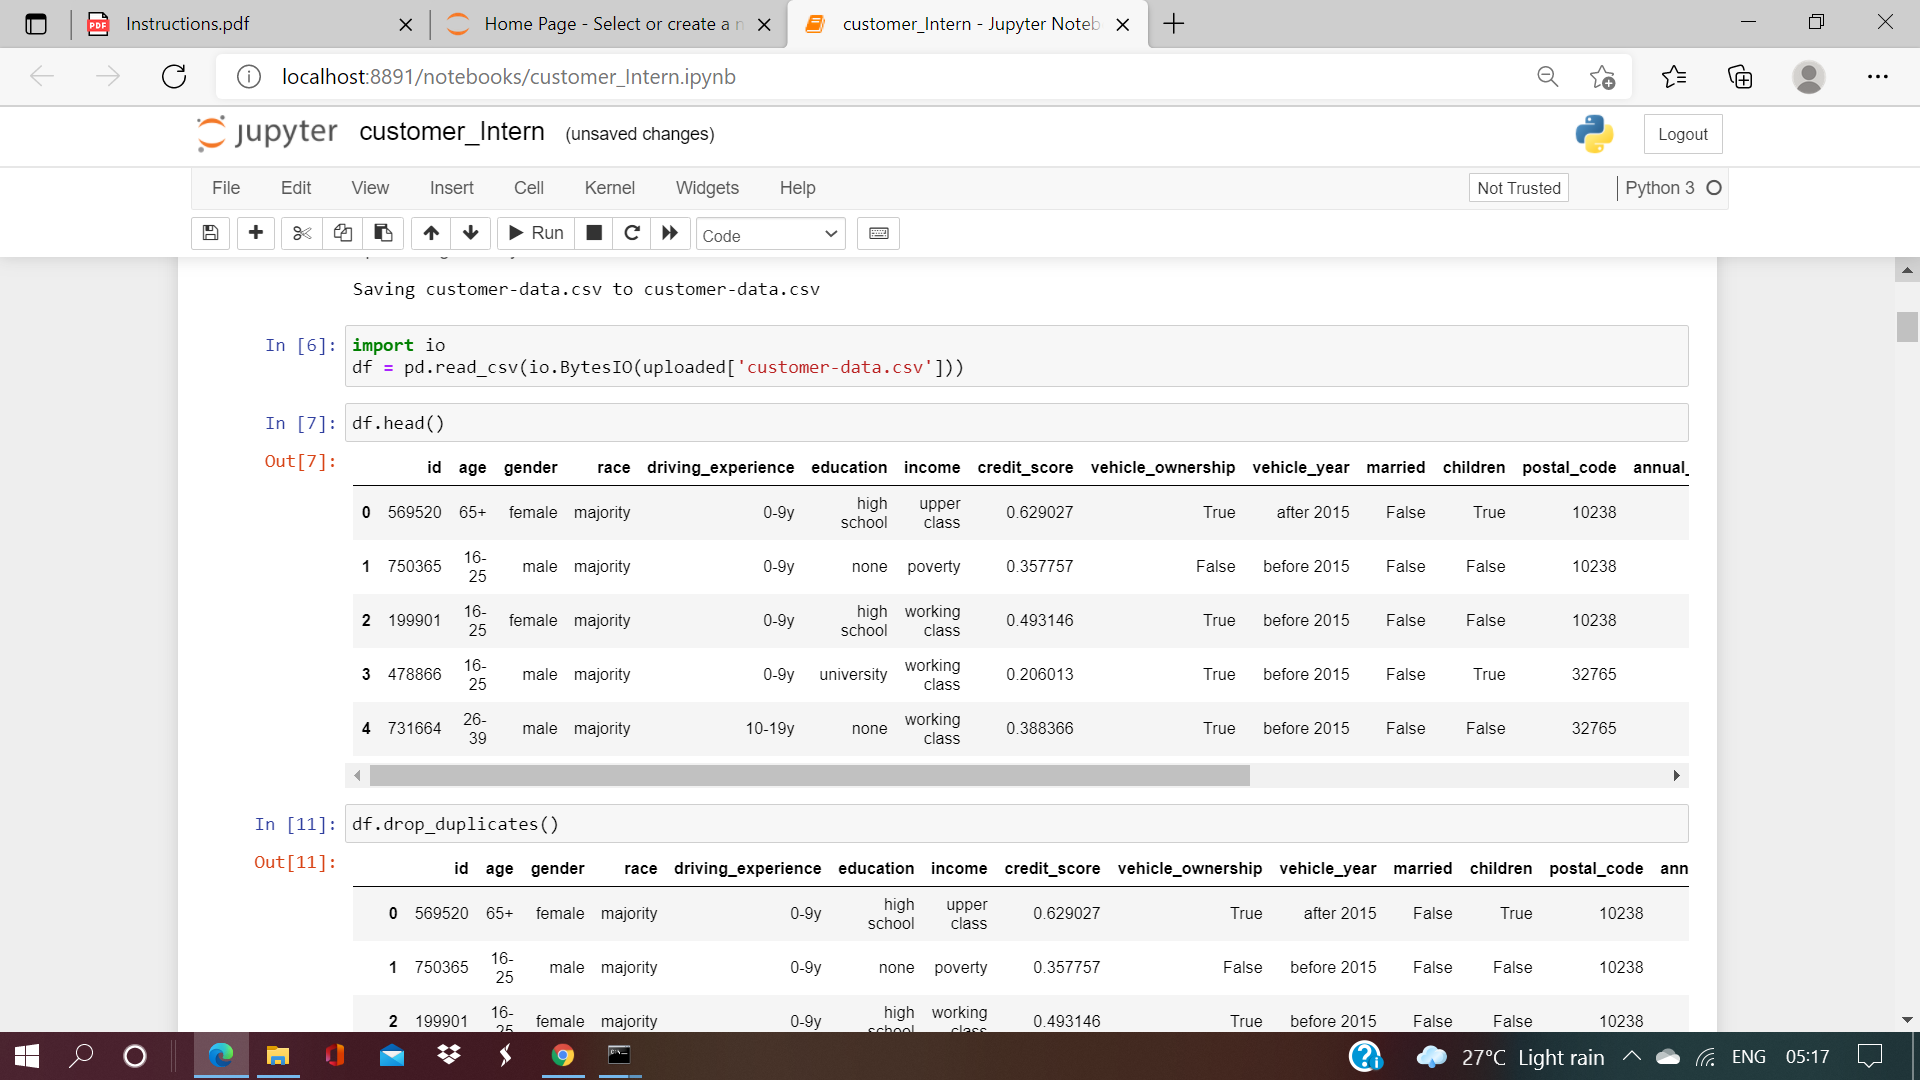 Instructions.pdf
Home Page - Select or create a n
customer_Intern - Jupyter Noteb
localhost:8891/notebooks/customer_Intern.ipynb
jupyter customer_Intern (unsaved changes)
Logout
File Edit View Insert Cell Kernel Widgets Help
Not Trusted
Python 3
Run
Code
Saving customer-data.csv to customer-data.csv
In [6]: import io
df = pd.read_csv(io.BytesIO(uploaded['customer-data.csv']))
In [7]: df.head()
Out[7]:
id age gender race driving_experience education income credit_score vehicle_ownership vehicle_year married children postal_code annual_
0 569520 65+ female majority 0-9y high school upper class 0.629027 True after 2015 False True 10238
1 750365 16-25 male majority 0-9y none poverty 0.357757 False before 2015 False False 10238
2 199901 16-25 female majority 0-9y high school working class 0.493146 True before 2015 False False 10238
3 478866 16-25 male majority 0-9y university working class 0.206013 True before 2015 False True 32765
4 731664 26-39 male majority 10-19y none working class 0.388366 True before 2015 False False 32765
In [11]: df.drop_duplicates()
Out[11]:
id age gender race driving_experience education income credit_score vehicle_ownership vehicle_year married children postal_code ann
0 569520 65+ female majority 0-9y high school upper class 0.629027 True after 2015 False True 10238
1 750365 16-25 male majority 0-9y none poverty 0.357757 False before 2015 False False 10238
2 199901 16-25 female majority 0-9y high school working class 0.493146 True before 2015 False False 10238
27°C Light rain
ENG
05:17